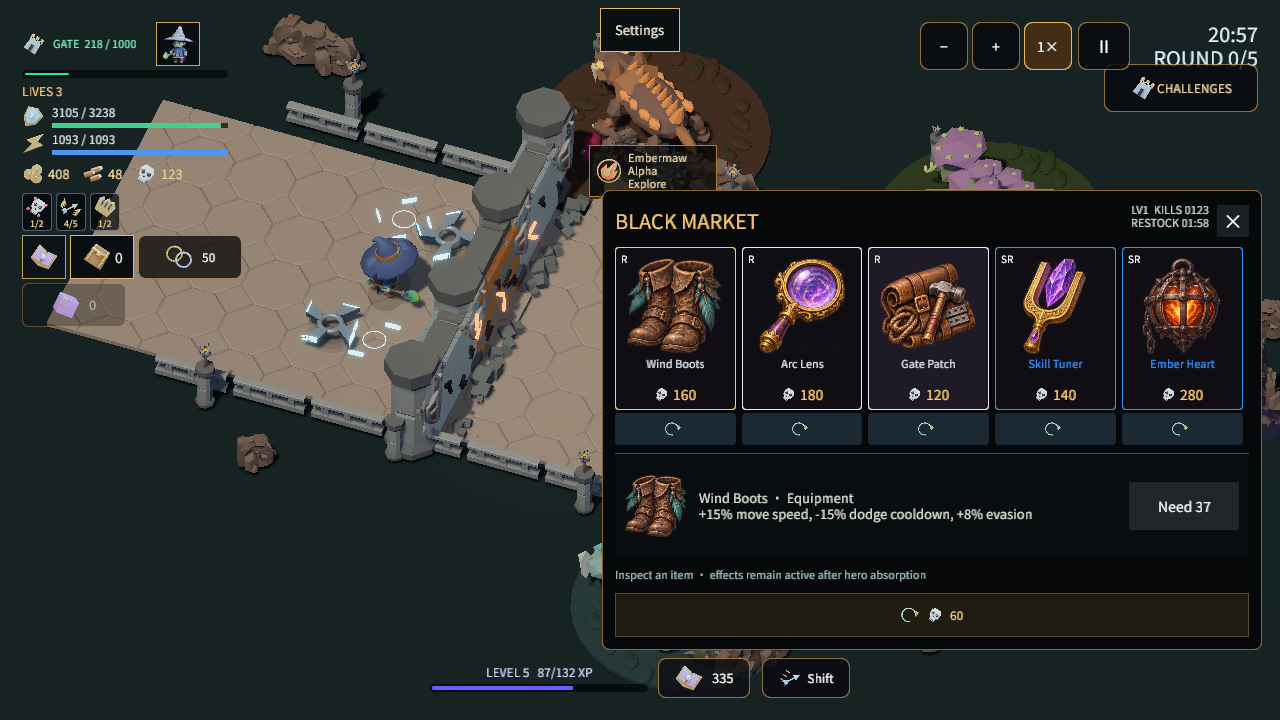 GATE 218 / 1000
Settings
−
+
1×
20:57
ROUND 0/5
CHALLENGES
LIVES 3
3105 / 3238
1093 / 1093
408
48
123
1/2
4/5
1/2
0
50
0
Embermaw
Alpha
Explore
BLACK MARKET
LV1 KILLS 0123
RESTOCK 01:58
R
R
R
SR
SR
Wind Boots
Arc Lens
Gate Patch
Skill Tuner
Ember Heart
160
180
120
140
280
Wind Boots • Equipment
+15% move speed, -15% dodge cooldown, +8% evasion
Need 37
Inspect an item • effects remain active after hero absorption
60
LEVEL 5 87/132 XP
335
Shift